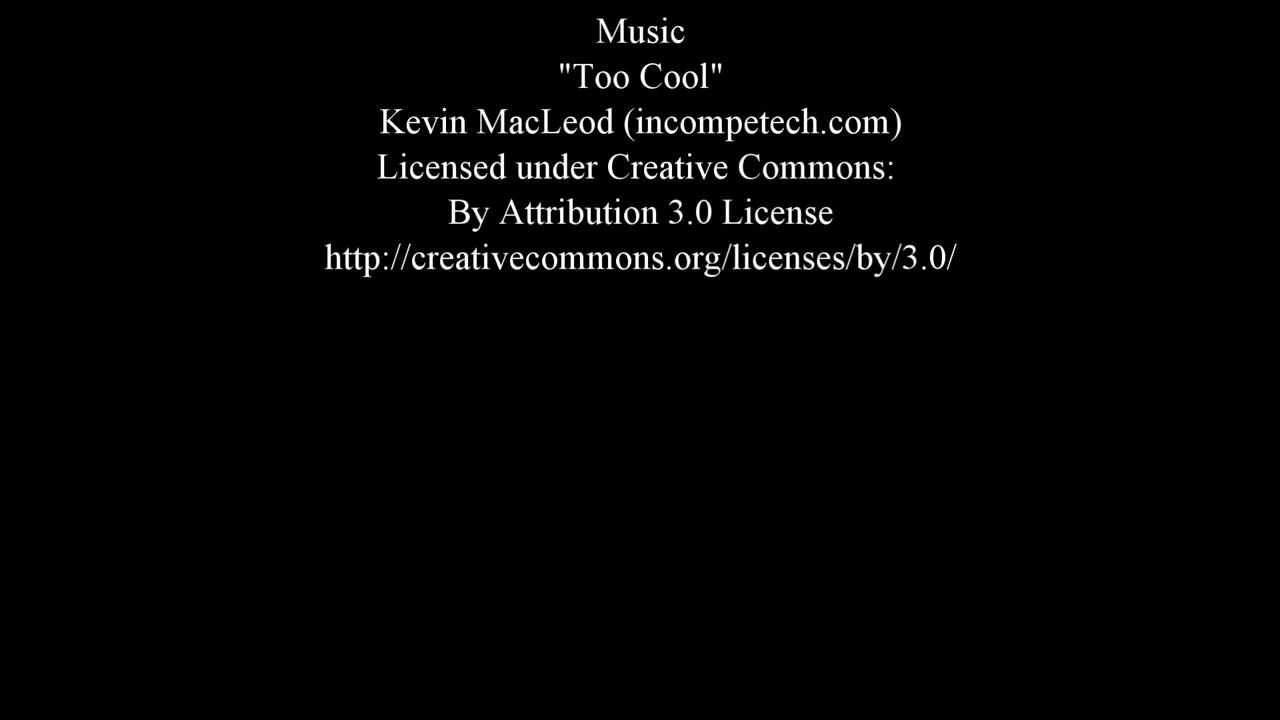 Music
"Too Cool"
Kevin MacLeod (incompetech.com)
Licensed under Creative Commons:
By Attribution 3.0 License
http://creativecommons.org/licenses/by/3.0/